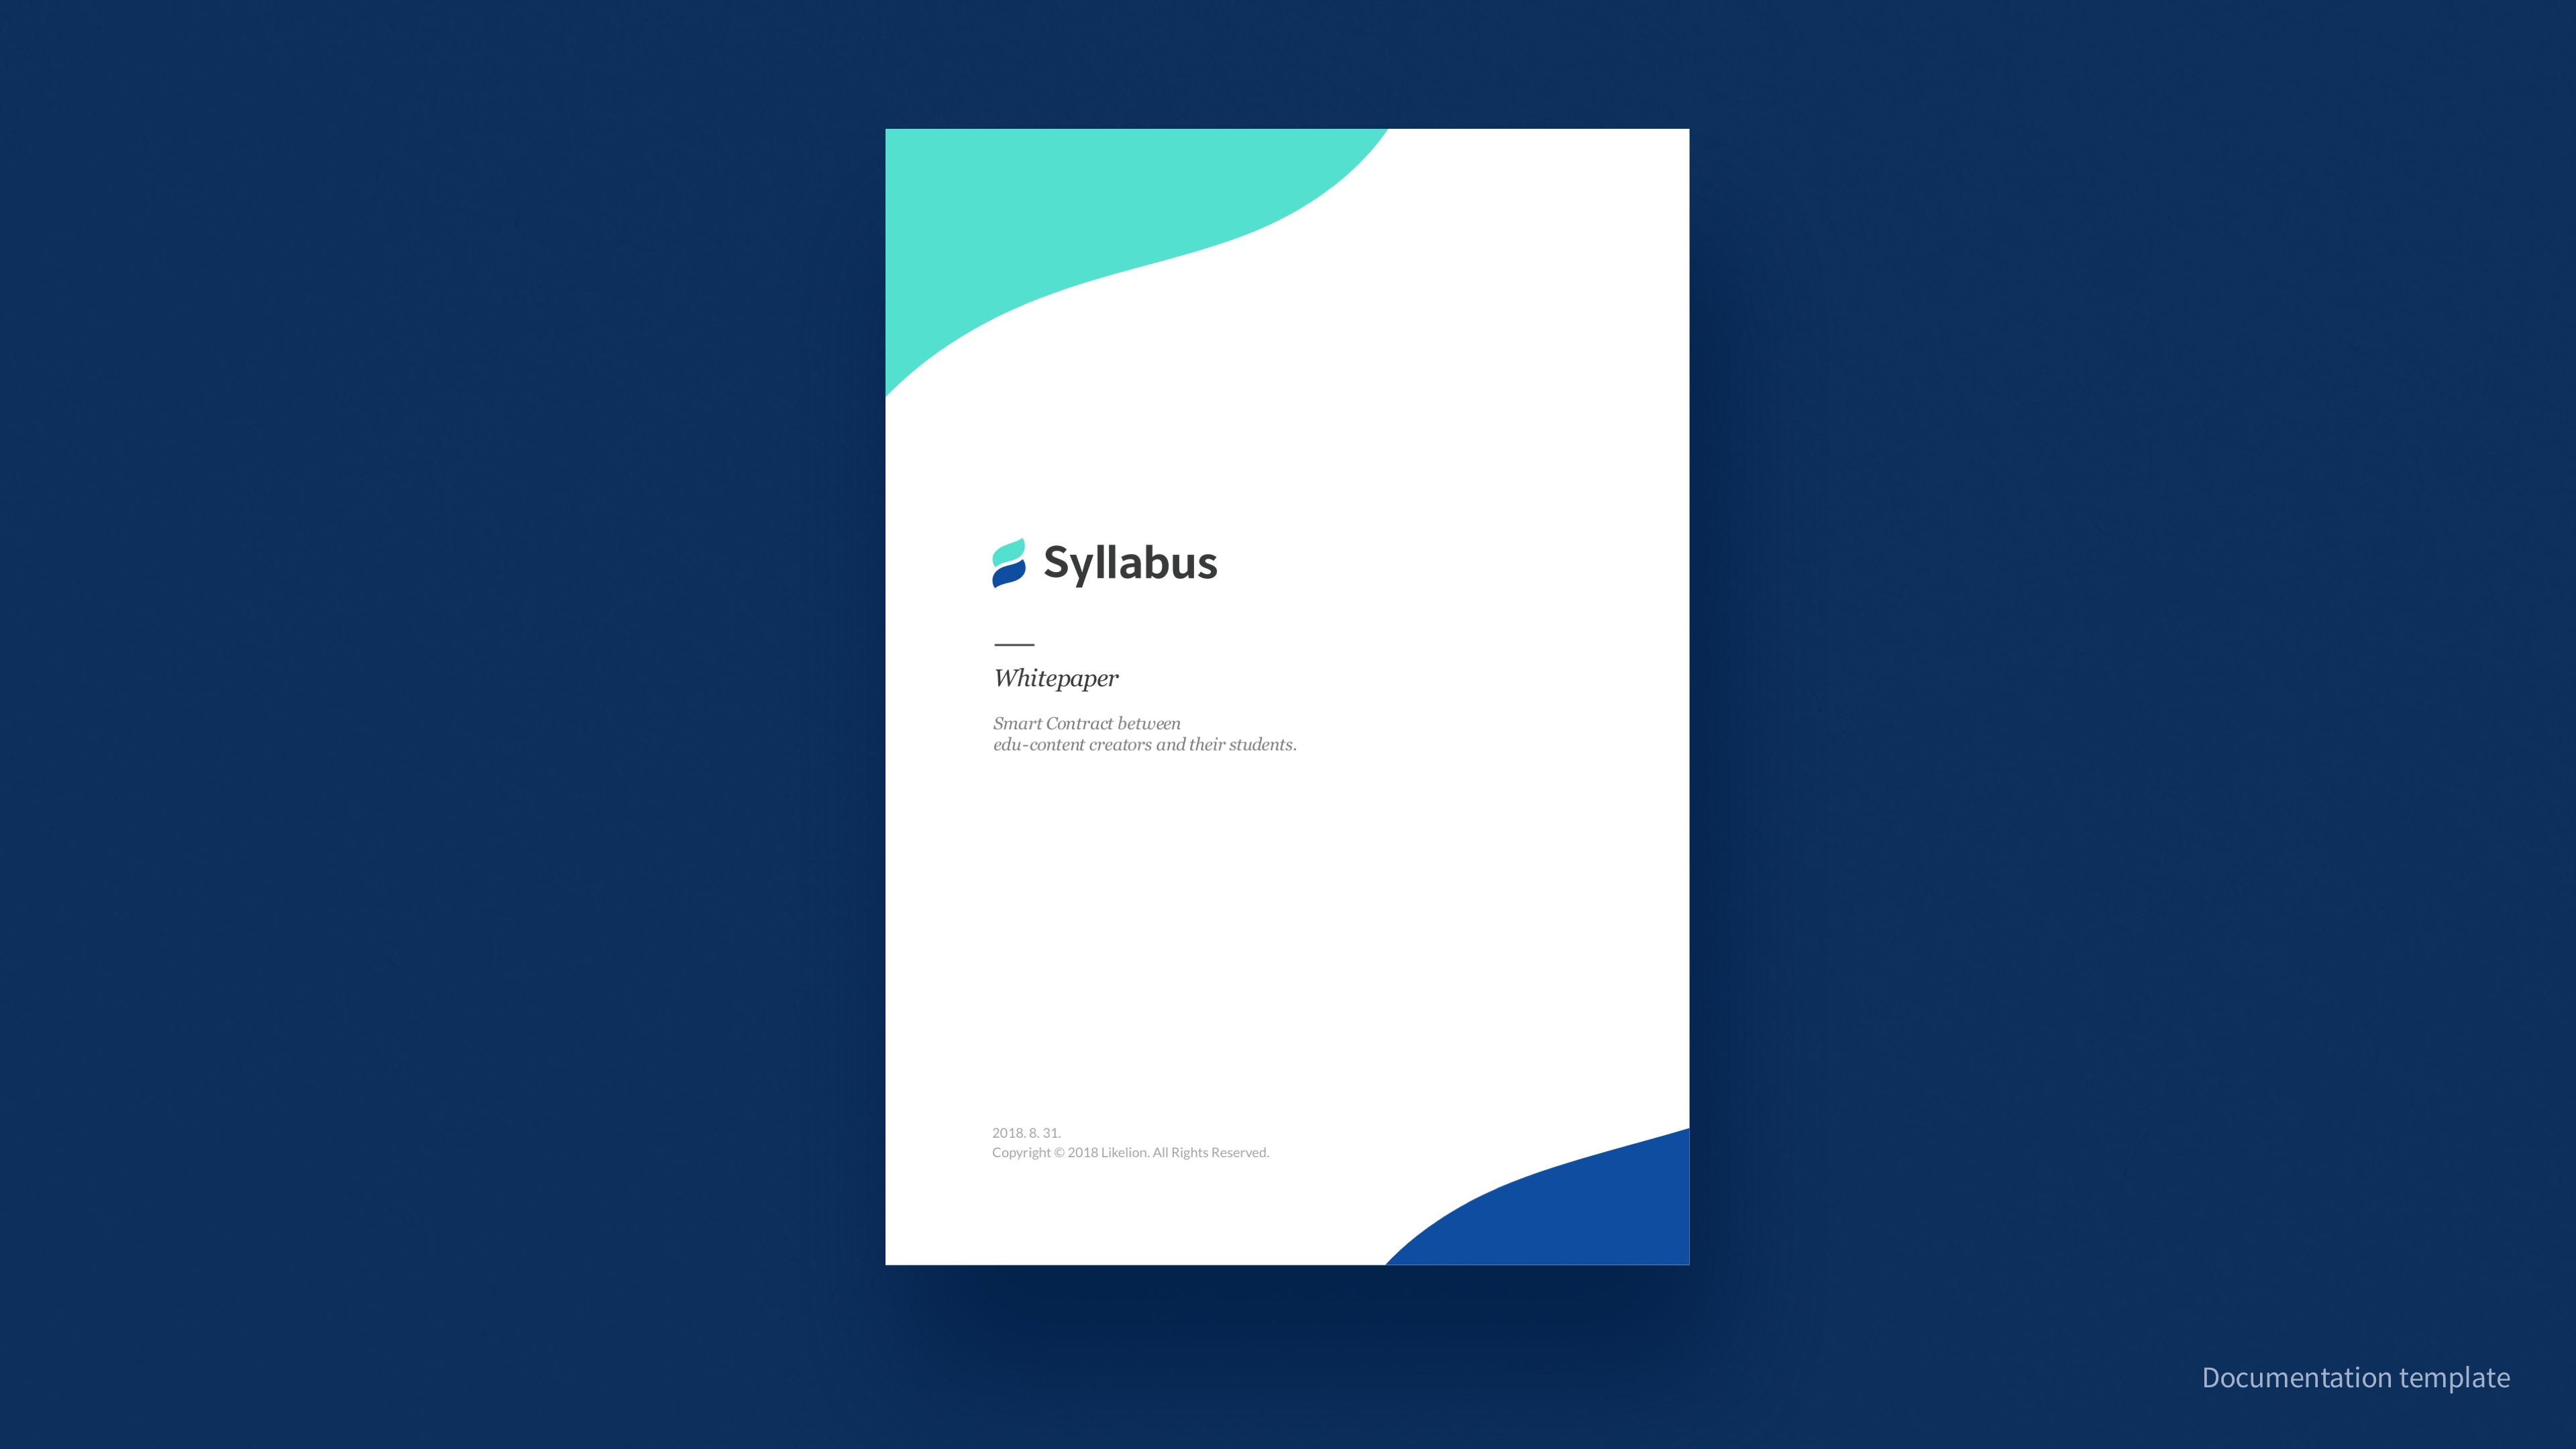 Syllabus
Whitepaper
Smart Contract between
edu-content creators and their students.
2018. 8. 31.
Copyright © 2018 Likelion. All Rights Reserved.
Documentation template